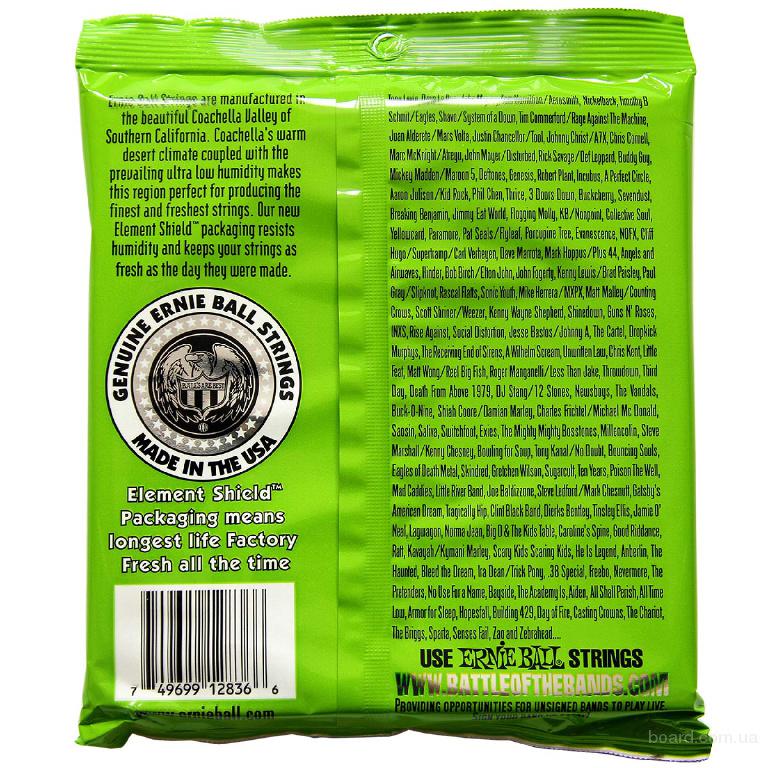 Ernie Ball Strings are manufactured in
the beautiful Coachella Valley of
Southern California. Coachella's warm
desert climate coupled with the
prevailing ultra low humidity makes
this region perfect for producing the
finest and freshest strings. Our new
Element Shield™ packaging resists
humidity and keeps your strings as
fresh as the day they were made.
GENUINE ERNIE BALL STRINGS
BALLS ARE BEST
MADE IN THE USA
Element Shield™
Packaging means
longest life Factory
Fresh all the time
7 49699 12836 6
www.ernieball.com
Aerosmith, Nickelback, Timothy B
Schmit/Eagles, Shavo/System of a Down, Tim Commerford/Rage Against The Machine,
Juan Alderete/Mars Volta, Justin Chancellor/Tool, Johnny Christ/A7X, Chris Cornell,
Marc McKnight/Atreyu, John Moyer/Disturbed, Rick Savage/Def Leppard, Buddy Guy,
Mickey Madden/Maroon 5, Deftones, Genesis, Robert Plant, Incubus, A Perfect Circle,
Aaron Julison/Kid Rock, Phil Chen, Thrice, 3 Doors Down, Buckcherry, Sevendust,
Breaking Benjamin, Jimmy Eat World, Flogging Molly, KB/Nonpoint, Collective Soul,
Yellowcard, Paramore, Pat Seals/Flyleaf, Porcupine Tree, Evanescence, NOFX, Cliff
Hugo/Supertramp/Carl Verheyen, Dave Marotta, Mark Hoppus/Plus 44, Angels and
Airwaves, Hinder, Bob Birch/Elton John, John Fogerty, Kenny Lewis/Brad Paisley, Paul
Gray/Slipknot, Rascal Flatts, Sonic Youth, Mike Herrera/MXPX, Matt Malley/Counting
Crows, Scott Shriner/Weezer, Kenny Wayne Shepherd, Shinedown, Guns N' Roses,
INXS, Rise Against, Social Distortion, Jesse Bastos/Johnny A, The Cartel, Dropkick
Murphys, The Receiving End of Sirens, A Wilhelm Scream, Unwritten Law, Chris Kent, Little
Feat, Matt Wong/Reel Big Fish, Roger Manganelli/Less Than Jake, Throwdown, Third
Day, Death From Above 1979, DJ Stang/12 Stones, Newsboys, The Vandals,
Buck-O-Nine, Shiah Coore/Damian Marley, Charles Frichtel/Michael Mc Donald,
Saosin, Saliva, Switchfoot, Exies, The Mighty Mighty Bosstones, Millencolin, Steve
Marshall/Kenny Chesney, Bowling for Soup, Tony Kanal/No Doubt, Bouncing Souls,
Eagles of Death Metal, Skindred, Gretchen Wilson, Sugarcult, Ten Years, Poison The Well,
Mad Caddies, Little River Band, Joe Baldizzone, Steve Ledford/Mark Chesnutt, Gatsby's
American Dream, Tragically Hip, Clint Black Band, Dierks Bentley, Tinsley Ellis, Jamie O'
Neal, Lagwagon, Norma Jean, Big D & The Kids Table, Caroline's Spine, Good Riddance,
Ratt, Kavayah/Kymani Marley, Scary Kids Scaring Kids, He Is Legend, Anberlin, The
Haunted, Bleed the Dream, Ira Dean/Trick Pony, .38 Special, Freebo, Nevermore, The
Pretenders, No Use For a Name, Bayside, The Academy Is, Aiden, All Shall Perish, All Time
Low, Armor for Sleep, Hopesfall, Building 429, Day of Fire, Casting Crowns, The Chariot,
The Briggs, Sparta, Senses Fail, Zao and Zebrahead....
USE ERNIE BALL STRINGS
WWW.BATTLEOFTHEBANDS.COM
PROVIDING OPPORTUNITIES FOR UNSIGNED BANDS TO PLAY LIVE
board.com.ua